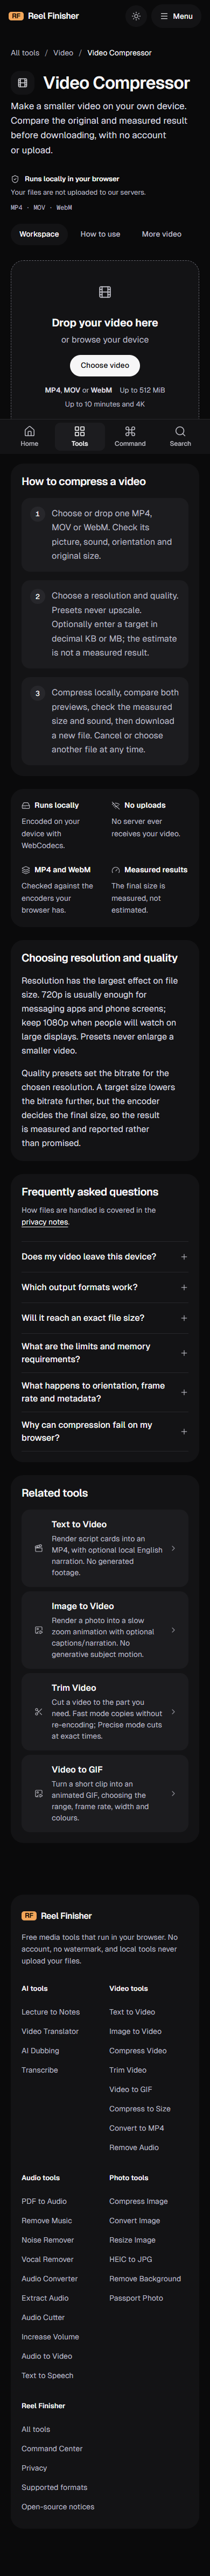 RF Reel Finisher
Menu
All tools / Video / Video Compressor
Video Compressor
Make a smaller video on your own device.
Compare the original and measured result
before downloading, with no account
or upload.
Runs locally in your browser
Your files are not uploaded to our servers.
MP4 · MOV · WebM
Workspace
How to use
More video
Drop your video here
or browse your device
Choose video
MP4, MOV or WebM Up to 512 MiB
Up to 10 minutes and 4K
Home
Tools
Command
Search
How to compress a video
1
Choose or drop one MP4,
MOV or WebM. Check its
picture, sound, orientation and
original size.
2
Choose a resolution and quality.
Presets never upscale.
Optionally enter a target in
decimal KB or MB; the estimate
is not a measured result.
3
Compress locally, compare both
previews, check the measured
size and sound, then download
a new file. Cancel or choose
another file at any time.
Runs locally
Encoded on your
device with
WebCodecs.
No uploads
No server ever
receives your video.
MP4 and WebM
Checked against the
encoders your
browser has.
Measured results
The final size is
measured, not
estimated.
Choosing resolution and quality
Resolution has the largest effect on file
size. 720p is usually enough for
messaging apps and phone screens;
keep 1080p when people will watch on
large displays. Presets never enlarge a
smaller video.
Quality presets set the bitrate for the
chosen resolution. A target size lowers
the bitrate further, but the encoder
decides the final size, so the result
is measured and reported rather
than promised.
Frequently asked questions
How files are handled is covered in the
privacy notes.
Does my video leave this device?
Which output formats work?
Will it reach an exact file size?
What are the limits and memory
requirements?
What happens to orientation, frame
rate and metadata?
Why can compression fail on my
browser?
Related tools
Text to Video
Render script cards into an
MP4, with optional local English
narration. No generated
footage.
Image to Video
Render a photo into a slow
zoom animation with optional
captions/narration. No
generative subject motion.
Trim Video
Cut a video to the part you
need. Fast mode copies without
re-encoding; Precise mode cuts
at exact times.
Video to GIF
Turn a short clip into an
animated GIF, choosing the
range, frame rate, width and
colours.
RF Reel Finisher
Free media tools that run in your browser. No
account, no watermark, and local tools never
upload your files.
AI tools
Lecture to Notes
Video Translator
AI Dubbing
Transcribe
Video tools
Text to Video
Image to Video
Compress Video
Trim Video
Video to GIF
Compress to Size
Convert to MP4
Remove Audio
Audio tools
PDF to Audio
Remove Music
Noise Remover
Vocal Remover
Audio Converter
Extract Audio
Audio Cutter
Increase Volume
Audio to Video
Text to Speech
Photo tools
Compress Image
Convert Image
Resize Image
HEIC to JPG
Remove Background
Passport Photo
Reel Finisher
All tools
Command Center
Privacy
Supported formats
Open-source notices